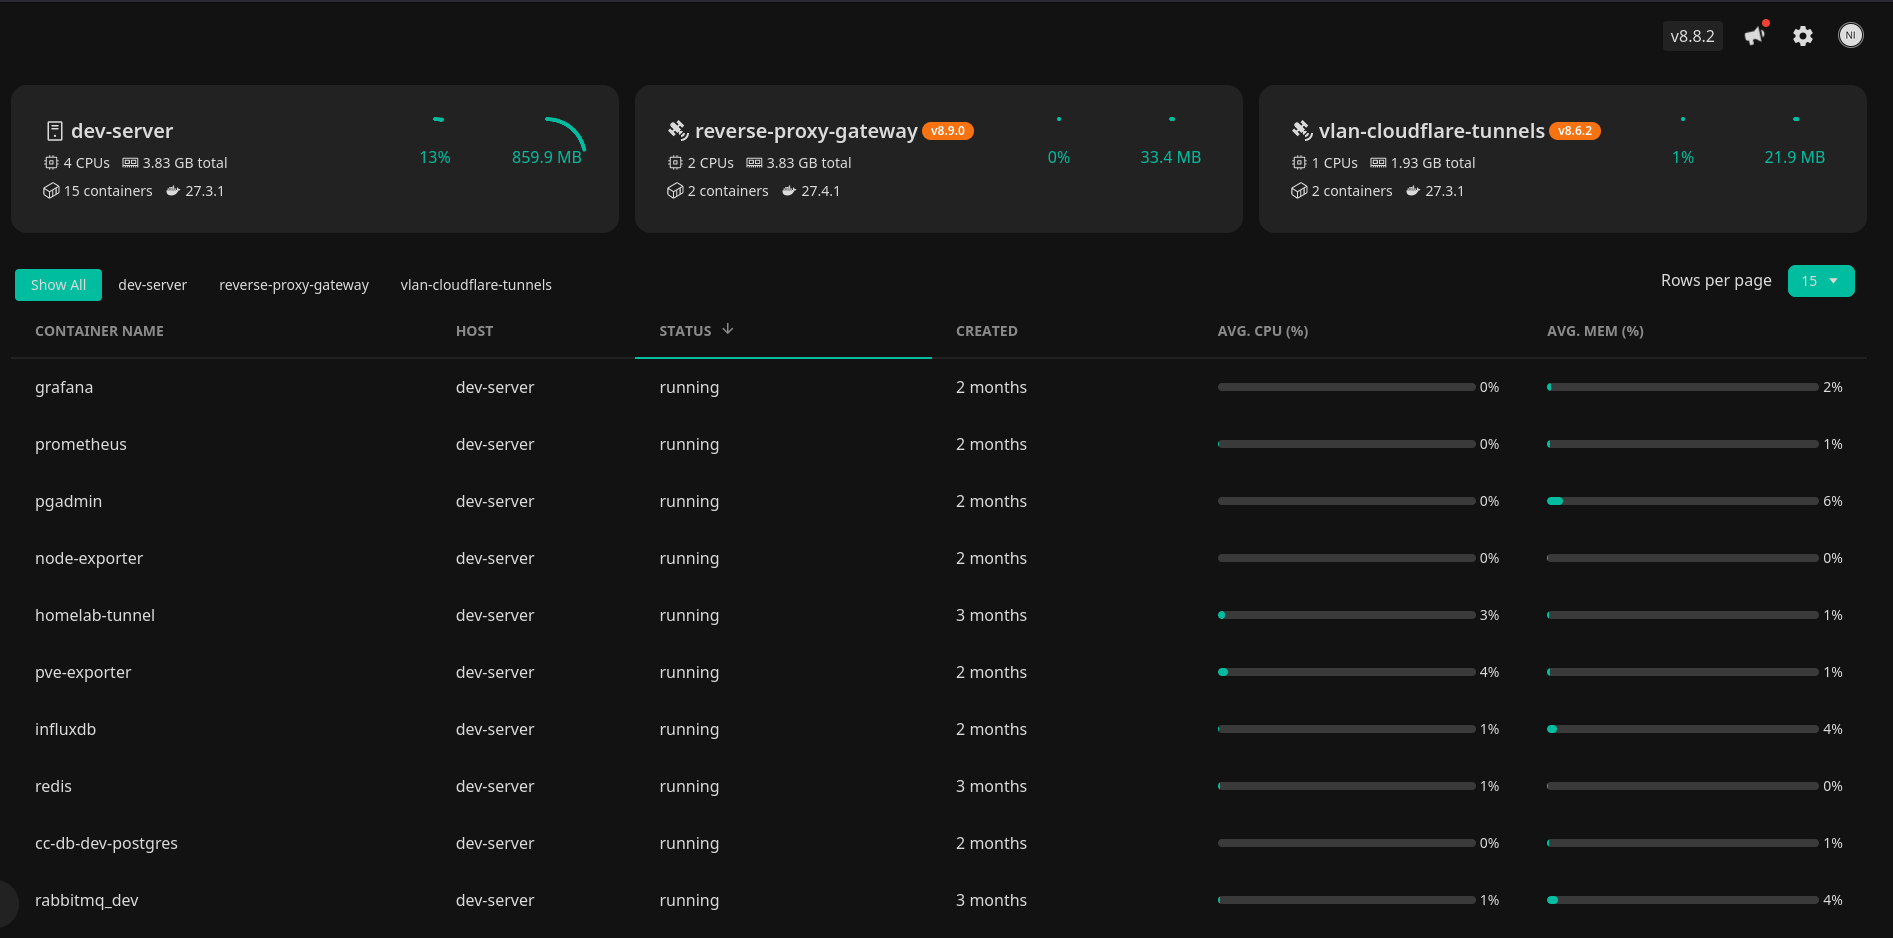 v8.8.2
NI
dev-server
4 CPUs 3.83 GB total
15 containers 27.3.1
13% 859.9 MB
reverse-proxy-gateway v8.9.0
2 CPUs 3.83 GB total
2 containers 27.4.1
0% 33.4 MB
vlan-cloudflare-tunnels v8.6.2
1 CPUs 1.93 GB total
2 containers 27.3.1
1% 21.9 MB
Show All dev-server reverse-proxy-gateway vlan-cloudflare-tunnels
Rows per page 15
CONTAINER NAME HOST STATUS CREATED AVG. CPU (%) AVG. MEM (%)
grafana dev-server running 2 months 0% 2%
prometheus dev-server running 2 months 0% 1%
pgadmin dev-server running 2 months 0% 6%
node-exporter dev-server running 2 months 0% 0%
homelab-tunnel dev-server running 3 months 3% 1%
pve-exporter dev-server running 2 months 4% 1%
influxdb dev-server running 2 months 1% 4%
redis dev-server running 3 months 1% 0%
cc-db-dev-postgres dev-server running 2 months 0% 1%
rabbitmq_dev dev-server running 3 months 1% 4%